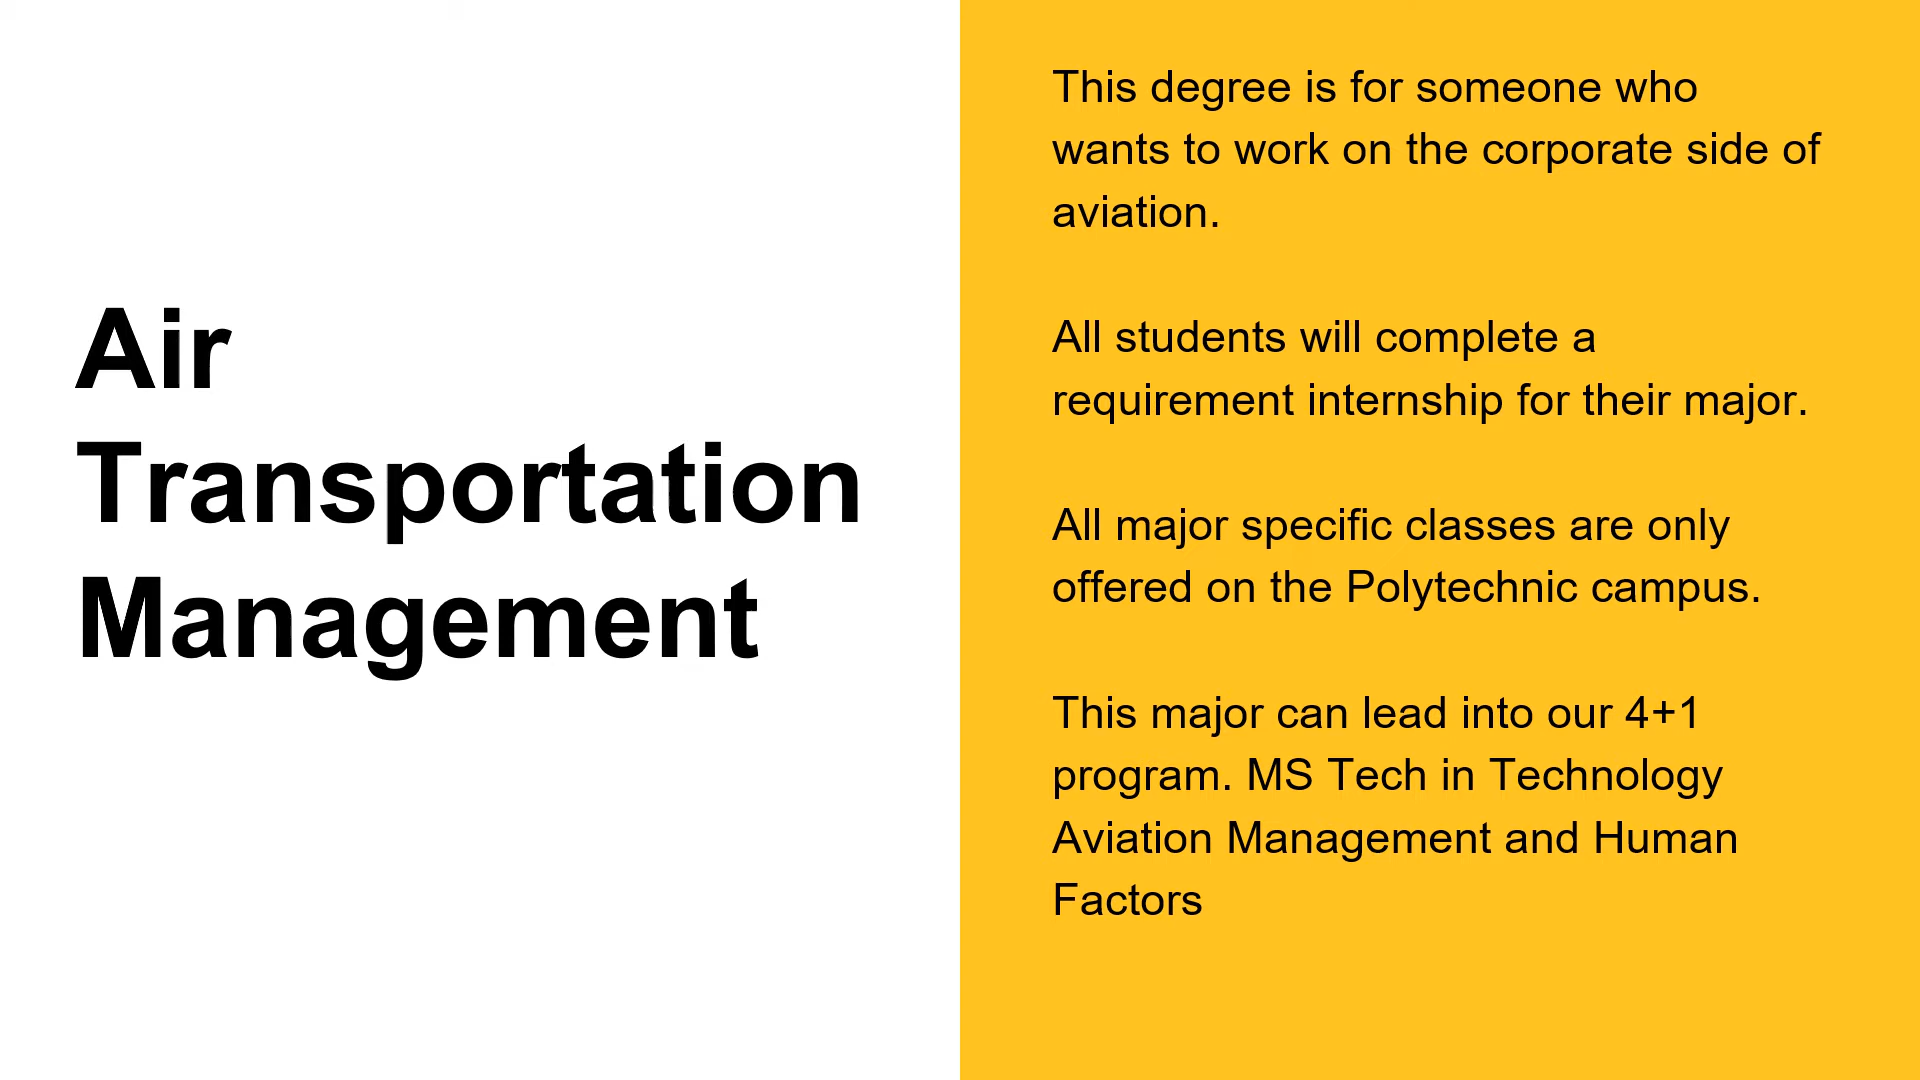 Air
Transportation
Management
This degree is for someone who
wants to work on the corporate side of
aviation.
All students will complete a
requirement internship for their major.
All major specific classes are only
offered on the Polytechnic campus.
This major can lead into our 4+1
program. MS Tech in Technology
Aviation Management and Human
Factors